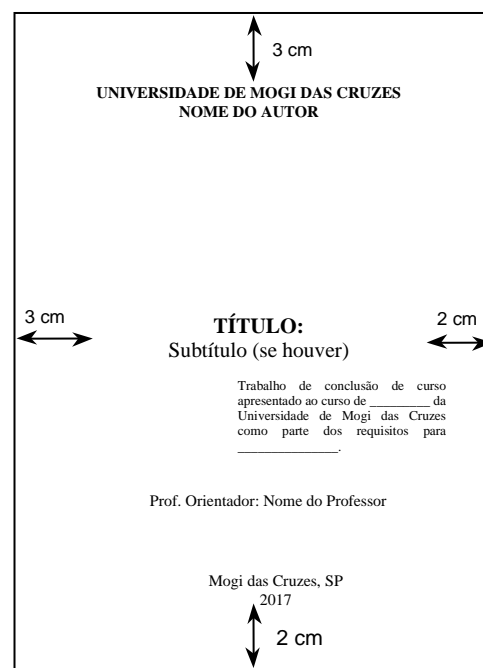 3 cm
UNIVERSIDADE DE MOGI DAS CRUZES
NOME DO AUTOR
3 cm
2 cm
TÍTULO:
Subtítulo (se houver)
Trabalho de conclusão de curso
apresentado ao curso de _________ da
Universidade de Mogi das Cruzes
como parte dos requisitos para
_______________.
Prof. Orientador: Nome do Professor
Mogi das Cruzes, SP
2017
2 cm